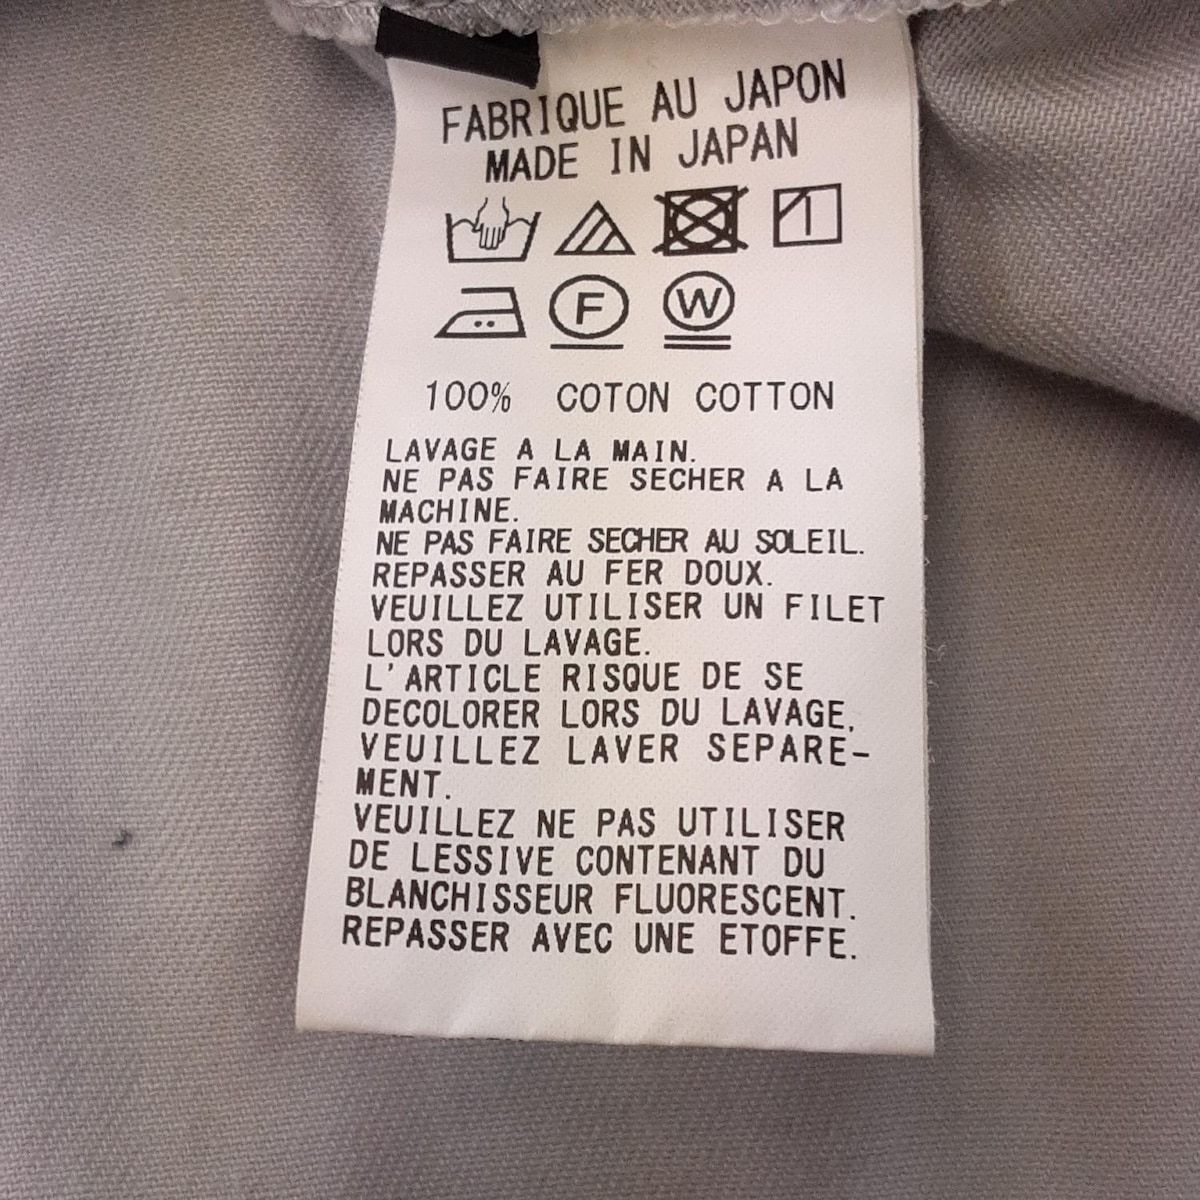 FABRIQUE AU JAPON
MADE IN JAPAN
F W
100% COTON COTTON
LAVAGE A LA MAIN.
NE PAS FAIRE SECHER A LA
MACHINE.
NE PAS FAIRE SECHER AU SOLEIL.
REPASSER AU FER DOUX.
VEUILLEZ UTILISER UN FILET
LORS DU LAVAGE.
L'ARTICLE RISQUE DE SE
DECOLORER LORS DU LAVAGE,
VEUILLEZ LAVER SEPARE-
MENT.
VEUILLEZ NE PAS UTILISER
DE LESSIVE CONTENANT DU
BLANCHISSEUR FLUORESCENT.
REPASSER AVEC UNE ETOFFE.